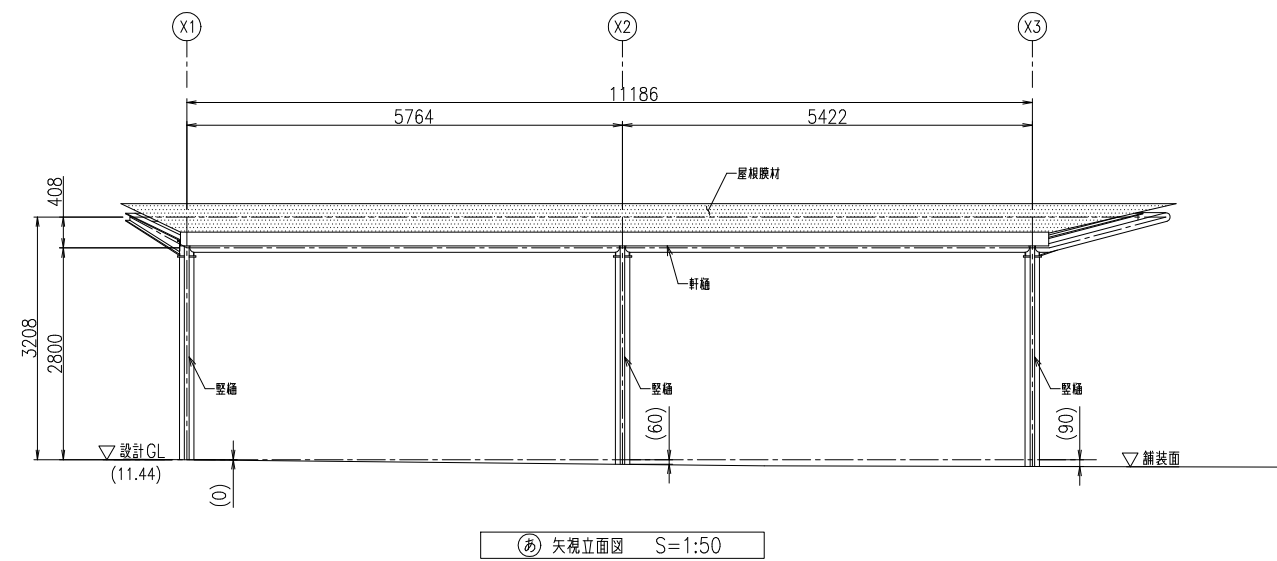 X1 X2 X3
11186
5764 5422
408
屋根膜材
軒樋
3208
2800
竪樋 竪樋 竪樋
(60)
(90)
設計GL
(11.44)
舗装面
(0)
あ 矢視立面図 S=1:50